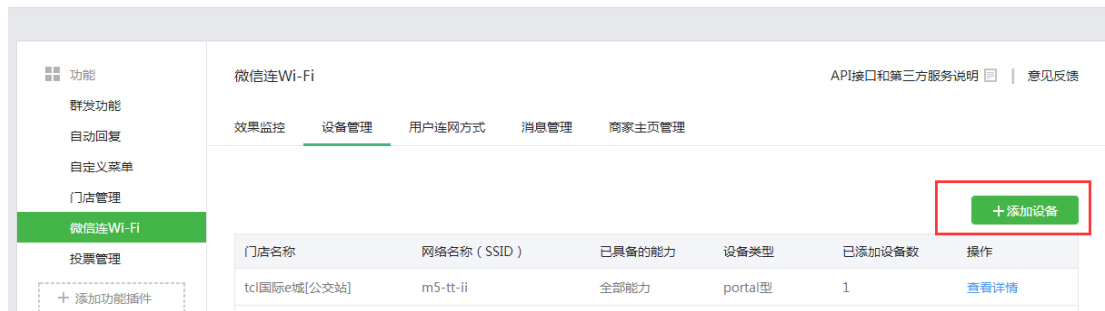 功能
群发功能
自动回复
自定义菜单
门店管理
微信连Wi-Fi
投票管理
+ 添加功能插件
微信连Wi-Fi
API接口和第三方服务说明 | 意见反馈
效果监控 设备管理 用户连网方式 消息管理 商家主页管理
+添加设备
门店名称 网络名称（SSID） 已具备的能力 设备类型 已添加设备数 操作
tcl国际e城[公交站] m5-tt-ii 全部能力 portal型 1 查看详情